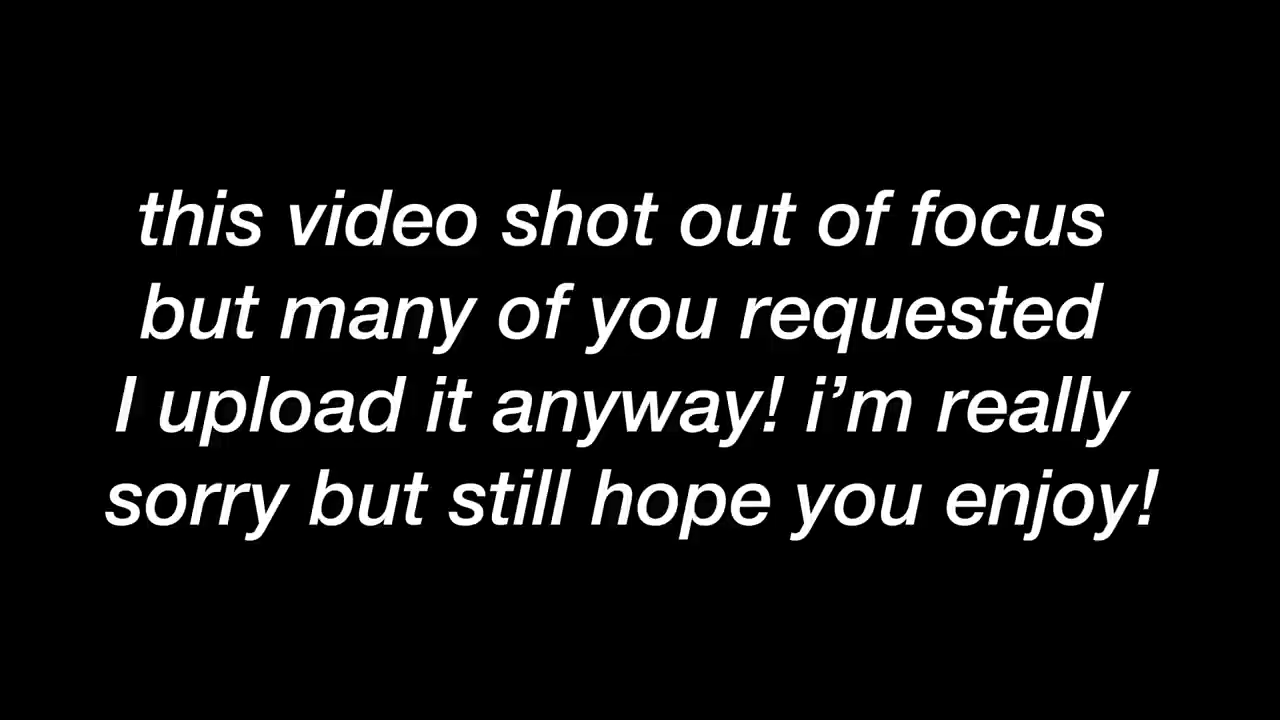 this video shot out of focus
but many of you requested
I upload it anyway! i’m really
sorry but still hope you enjoy!